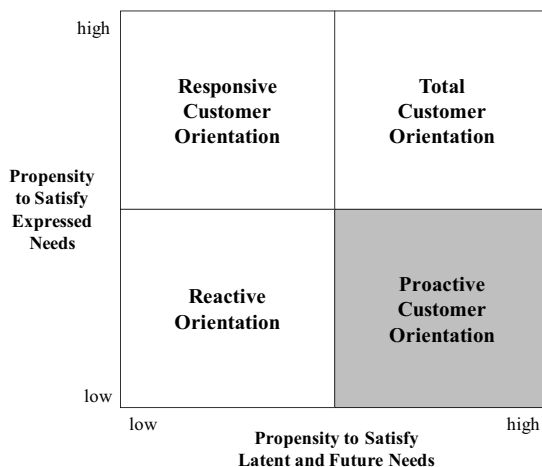 high
Responsive
Customer
Orientation
Total
Customer
Orientation
Propensity
to Satisfy
Expressed
Needs
Reactive
Orientation
Proactive
Customer
Orientation
low
low
high
Propensity to Satisfy
Latent and Future Needs